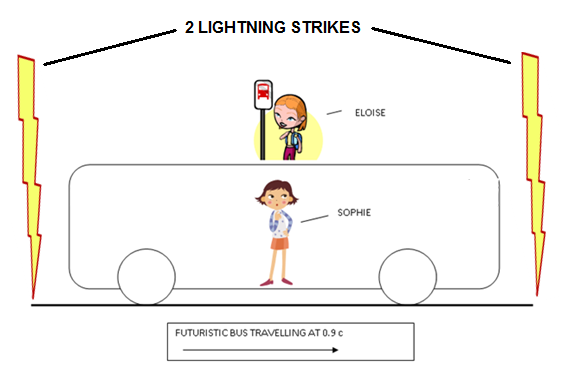 2 LIGHTNING STRIKES
ELOISE
SOPHIE
FUTURISTIC BUS TRAVELLING AT 0.9 c